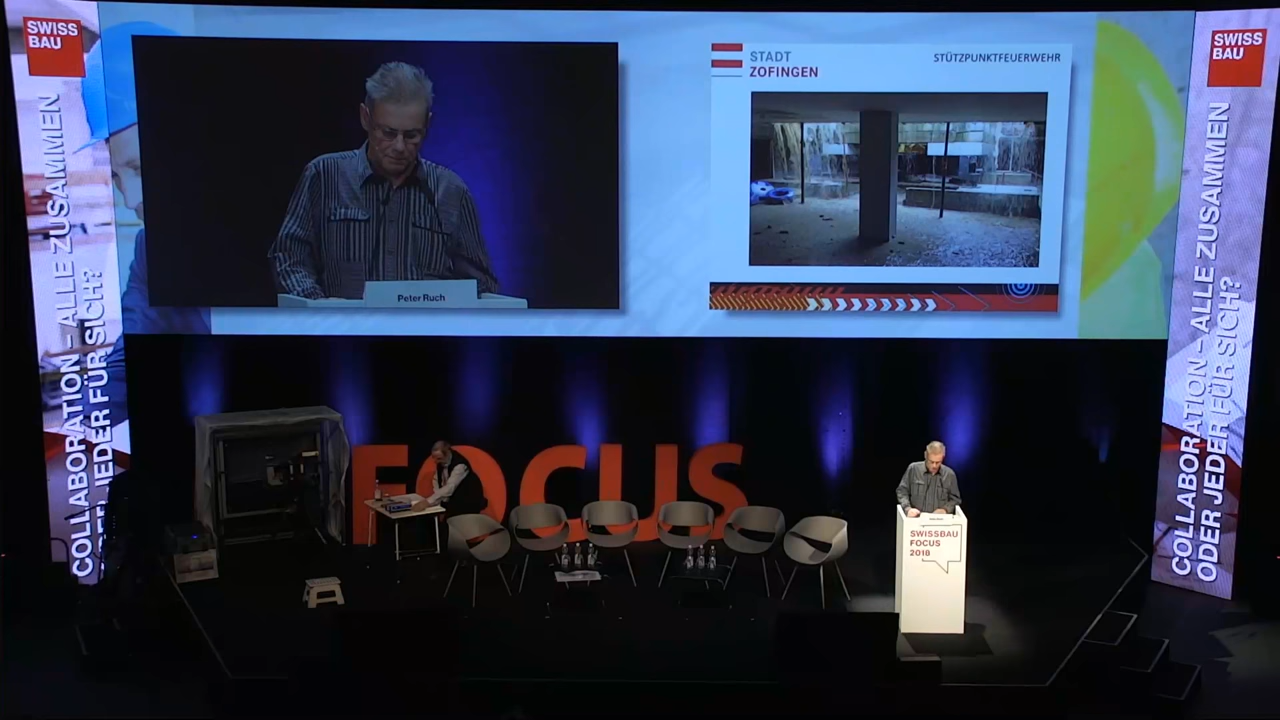 SWISS
BAU
COLLABORATION – ALLE ZUSAMMEN
ODER JEDER FÜR SICH?
Peter Ruch
STADT
ZOFINGEN
STÜTZPUNKTFEUERWEHR
SWISS
BAU
COLLABORATION – ALLE ZUSAMMEN
ODER JEDER FÜR SICH?
FOCUS
SWISSBAU
FOCUS
2018